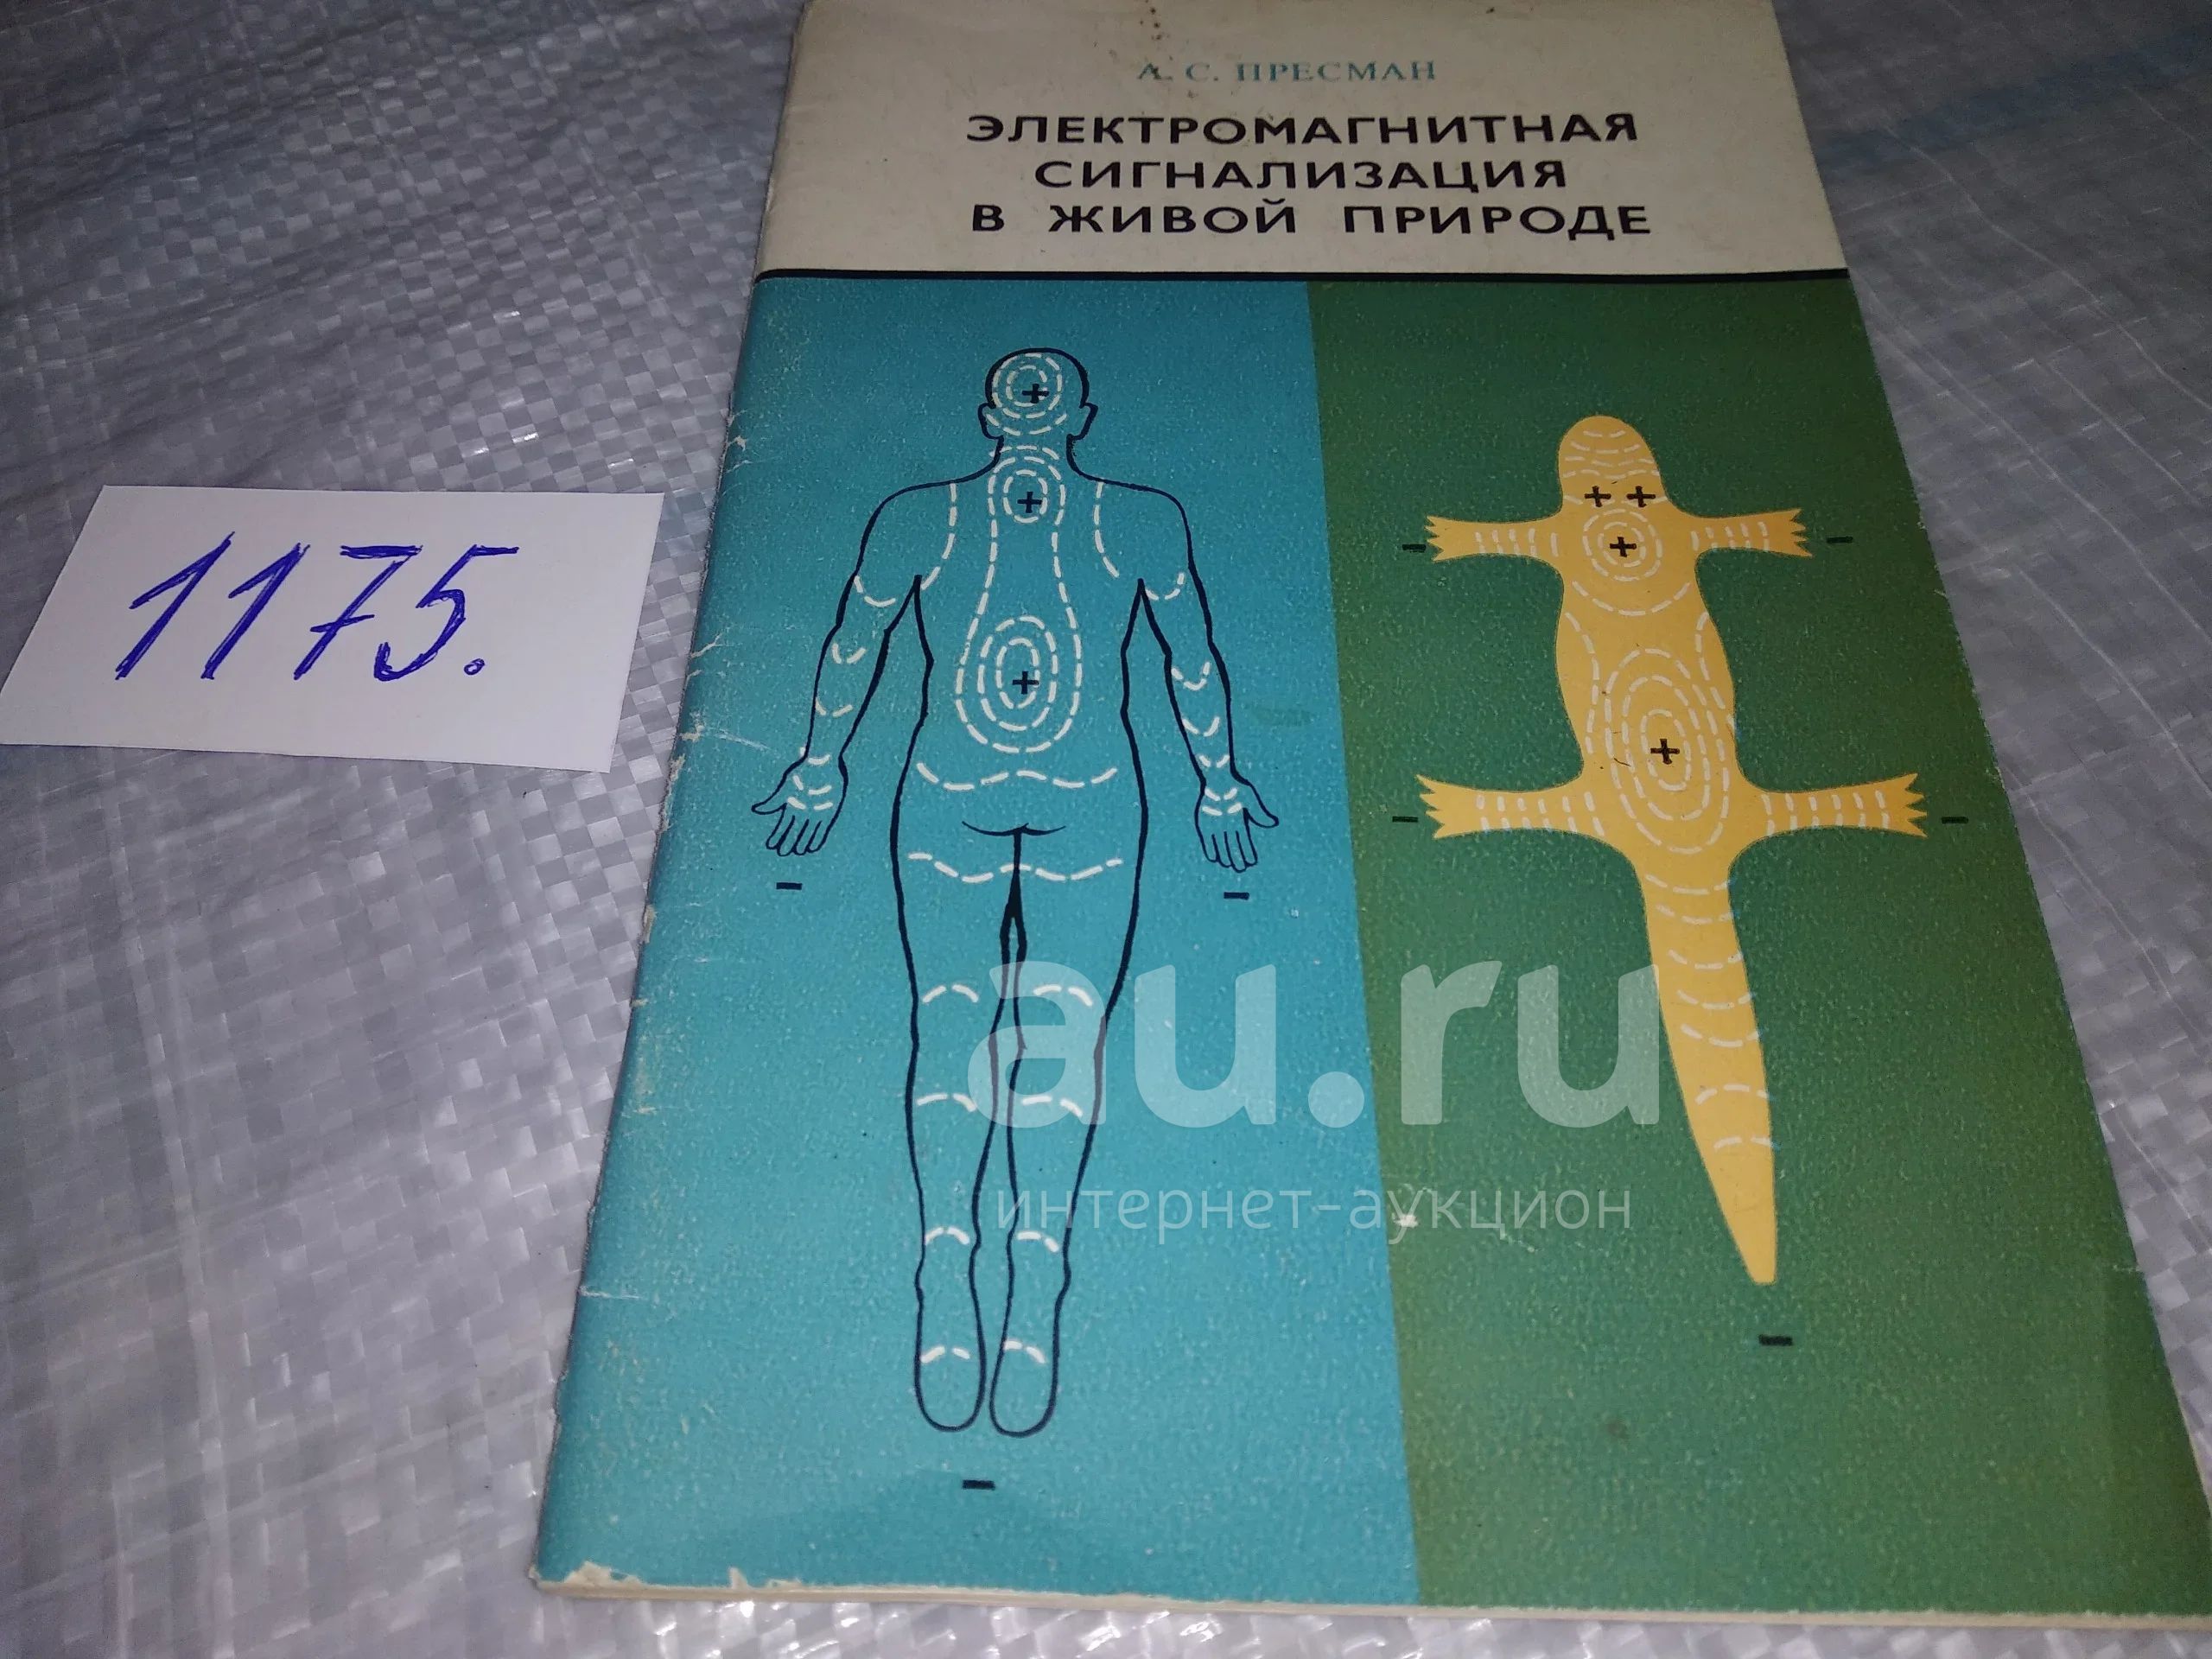 А. С. ПРЕСМАН
ЭЛЕКТРОМАГНИТНАЯ
СИГНАЛИЗАЦИЯ
В ЖИВОЙ ПРИРОДЕ
1175.
au.ru
интернет-аукцион